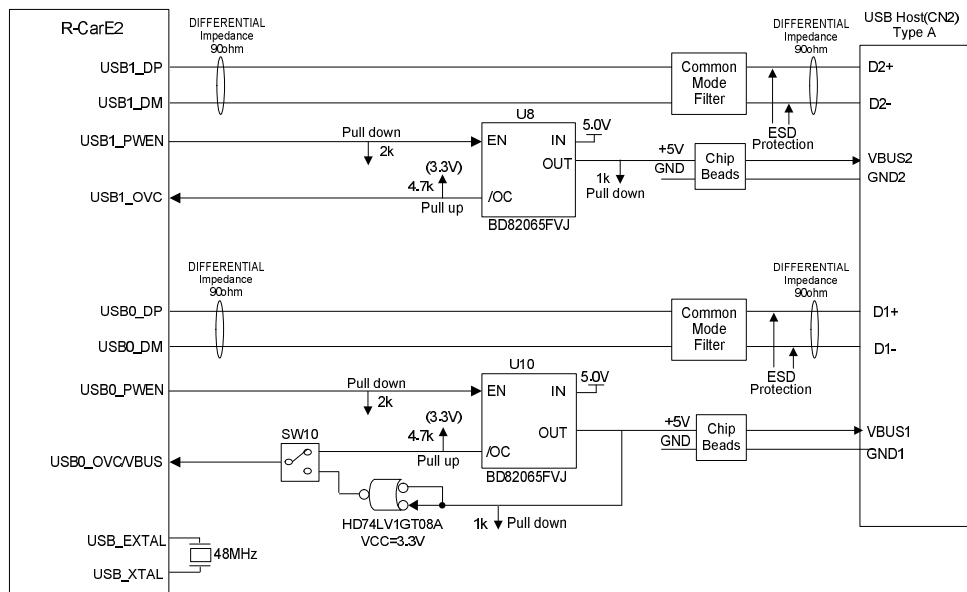 R-CarE2
USB Host(CN2)
Type A
DIFFERENTIAL
Impedance
90ohm
DIFFERENTIAL
Impedance
90ohm
USB1_DP
Common
Mode
Filter
D2+
USB1_DM
D2-
ESD
Protection
U8
USB1_PWEN
Pull down
2k
EN
IN
5.0V
OUT
+5V
GND
Chip
Beads
VBUS2
GND2
1k
Pull down
(3.3V)
4.7k
Pull up
USB1_OVC
/OC
BD82065FVJ
DIFFERENTIAL
Impedance
90ohm
DIFFERENTIAL
Impedance
90ohm
USB0_DP
Common
Mode
Filter
D1+
USB0_DM
D1-
ESD
Protection
U10
USB0_PWEN
Pull down
2k
EN
IN
5.0V
OUT
+5V
GND
Chip
Beads
VBUS1
GND1
(3.3V)
4.7k
Pull up
SW10
USB0_OVC/VBUS
/OC
BD82065FVJ
HD74LV1GT08A
VCC=3.3V
1k
Pull down
USB_EXTAL
48MHz
USB_XTAL